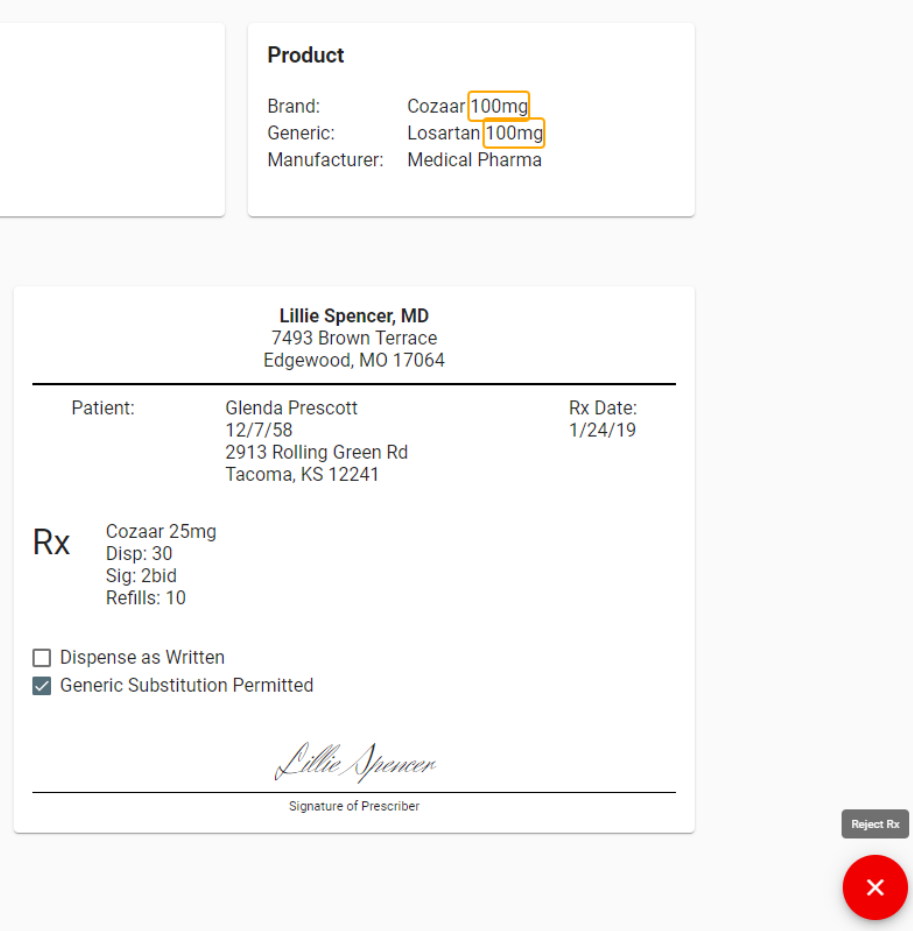 Product
Brand: Cozaar 100mg
Generic: Losartan 100mg
Manufacturer: Medical Pharma
Lillie Spencer, MD
7493 Brown Terrace
Edgewood, MO 17064
Patient: Glenda Prescott Rx Date:
12/7/58 1/24/19
2913 Rolling Green Rd
Tacoma, KS 12241
Rx Cozaar 25mg
Disp: 30
Sig: 2bid
Refills: 10
Dispense as Written
Generic Substitution Permitted
Lillie Spencer
Signature of Prescriber
Reject Rx